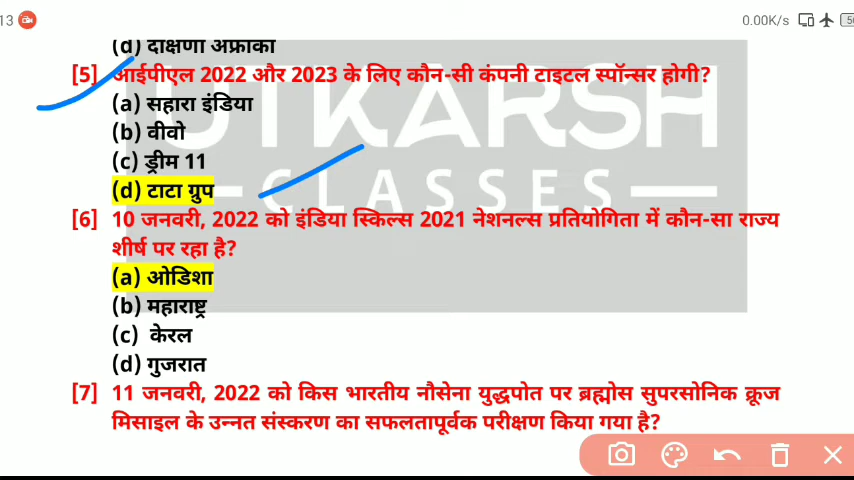 13
0.00K/s
(d) दक्षिणी अफ्रीका
[5] आईपीएल 2022 और 2023 के लिए कौन-सी कंपनी टाइटल स्पॉन्सर होगी?
(a) सहारा इंडिया
(b) वीवो
(c) ड्रीम 11
(d) टाटा ग्रुप
[6] 10 जनवरी, 2022 को इंडिया स्किल्स 2021 नेशनल्स प्रतियोगिता में कौन-सा राज्य
शीर्ष पर रहा है?
(a) ओडिशा
(b) महाराष्ट्र
(c) केरल
(d) गुजरात
[7] 11 जनवरी, 2022 को किस भारतीय नौसेना युद्धपोत पर ब्रह्मोस सुपरसोनिक क्रूज
मिसाइल के उन्नत संस्करण का सफलतापूर्वक परीक्षण किया गया है?
UTKARSH
CLASSES